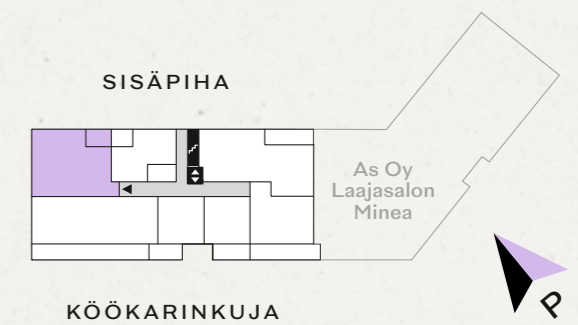 SISÄPIHA
As Oy
Laajasalon
Minea
P
KÖÖKARINKUJA